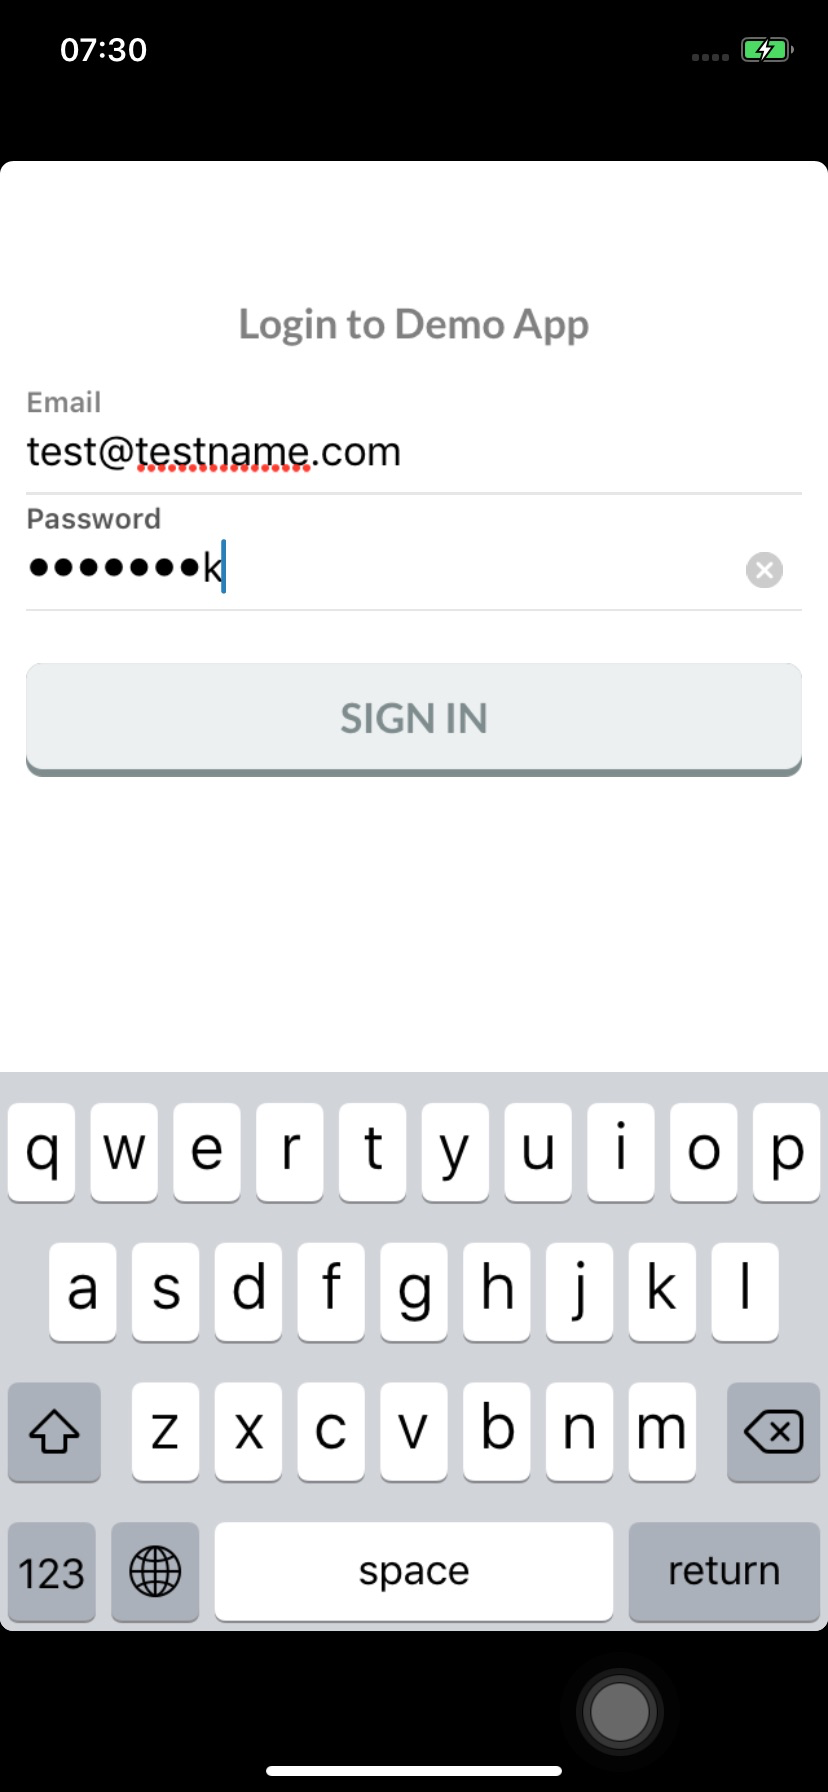 07:30
Login to Demo App
Email
test@testname.com
Password
•••••••k
SIGN IN
q w e r t y u i o p
a s d f g h j k l
z x c v b n m
123 space return